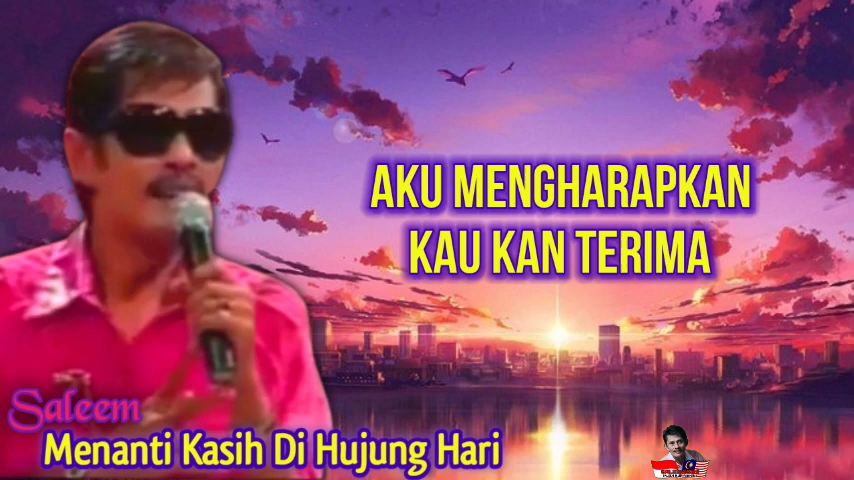 AKU MENGHARAPKAN
KAU KAN TERIMA
Saleem
Menanti Kasih Di Hujung Hari